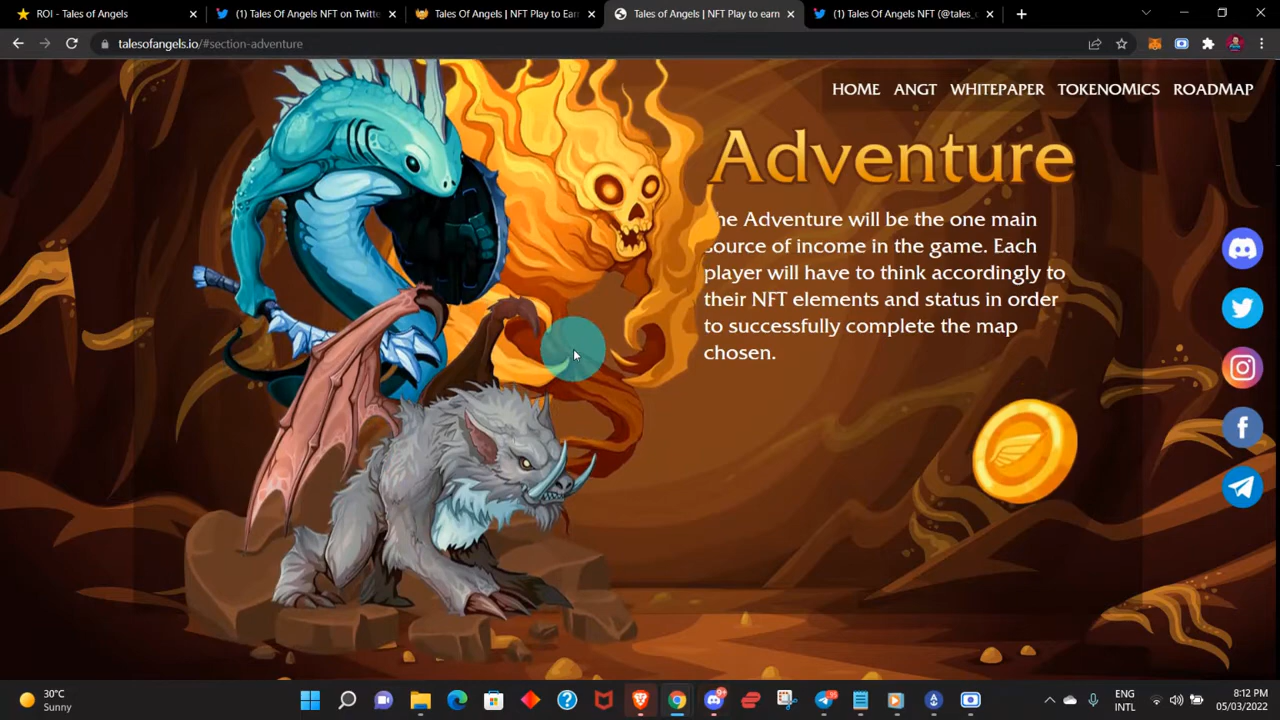 ROI - Tales of Angels
(1) Tales Of Angels NFT on Twitte
Tales Of Angels | NFT Play to Earn
Tales of Angels | NFT Play to earn
(1) Tales Of Angels NFT (@tales_
talesofangels.io/#section-adventure
HOME ANGT WHITEPAPER TOKENOMICS ROADMAP
Adventure
he Adventure will be the one main
source of income in the game. Each
player will have to think accordingly to
their NFT elements and status in order
to successfully complete the map
chosen.
30°C
Sunny
ENG
INTL
8:12 PM
05/03/2022